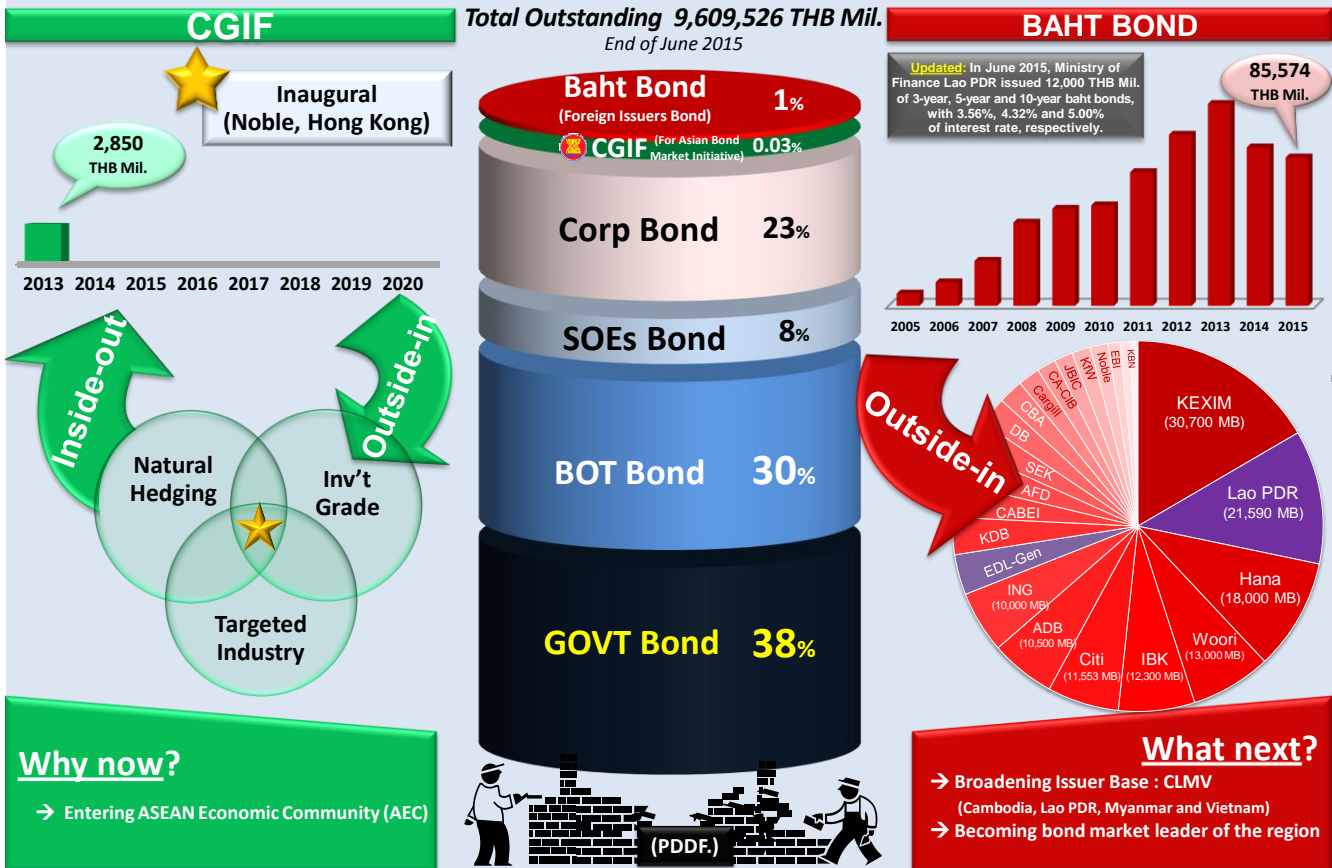 CGIF
Inaugural
(Noble, Hong Kong)
2,850
THB Mil.
2013 2014 2015 2016 2017 2018 2019 2020
Inside-out
Outside-in
Natural
Hedging
Inv't
Grade
Targeted
Industry
Why now?
→ Entering ASEAN Economic Community (AEC)
Total Outstanding 9,609,526 THB Mil.
End of June 2015
Baht Bond 1%
(Foreign Issuers Bond)
CGIF (For Asian Bond Market Initiative) 0.03%
Corp Bond 23%
SOEs Bond 8%
BOT Bond 30%
GOVT Bond 38%
(PDDF.)
BAHT BOND
Updated: In June 2015, Ministry of
Finance Lao PDR issued 12,000 THB Mil.
of 3-year, 5-year and 10-year baht bonds,
with 3.56%, 4.32% and 5.00%
of interest rate, respectively.
85,574
THB Mil.
2005 2006 2007 2008 2009 2010 2011 2012 2013 2014 2015
Outside-in
KEXIM
(30,700 MB)
Lao PDR
(21,590 MB)
Hana
(18,000 MB)
Woori
(13,000 MB)
IBK
(12,300 MB)
Citi
(11,553 MB)
ADB
(10,500 MB)
ING
(10,000 MB)
EDL-Gen
KDB
CABEI
AFD
SEK
DB
CBA
Cargill
CA-CIB
JBIC
KfW
Noble
EBI
KBN
What next?
→ Broadening Issuer Base : CLMV
(Cambodia, Lao PDR, Myanmar and Vietnam)
→ Becoming bond market leader of the region